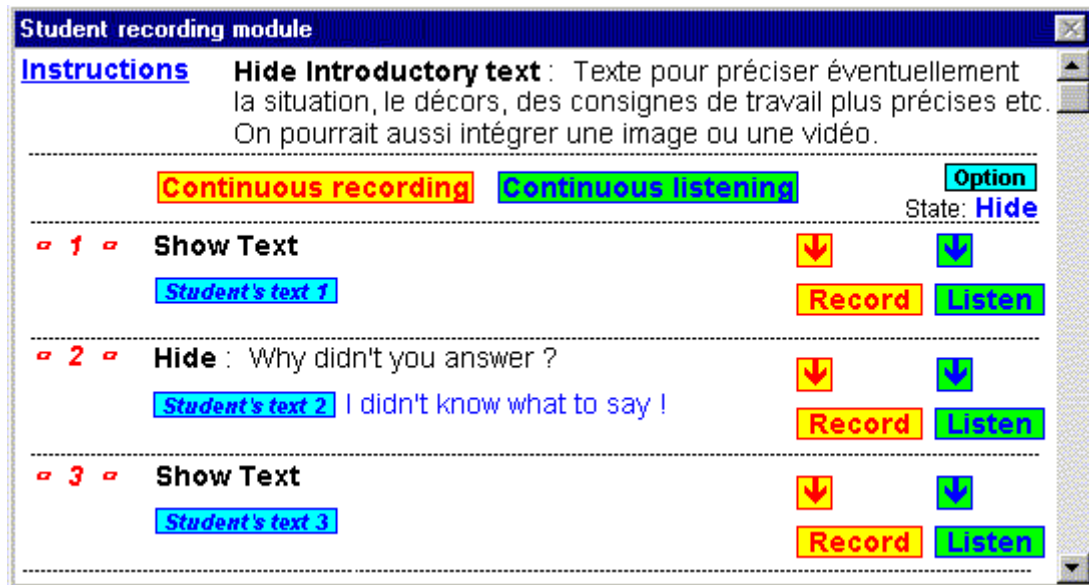 Student recording module
Instructions Hide Introductory text : Texte pour préciser éventuellement
la situation, le décors, des consignes de travail plus précises etc.
On pourrait aussi intégrer une image ou une vidéo.
Continuous recording Continuous listening Option
State: Hide
1 Show Text
Student's text 1 Record Listen
2 Hide : Why didn't you answer ?
Student's text 2 I didn't know what to say !
Record Listen
3 Show Text
Student's text 3
Record Listen